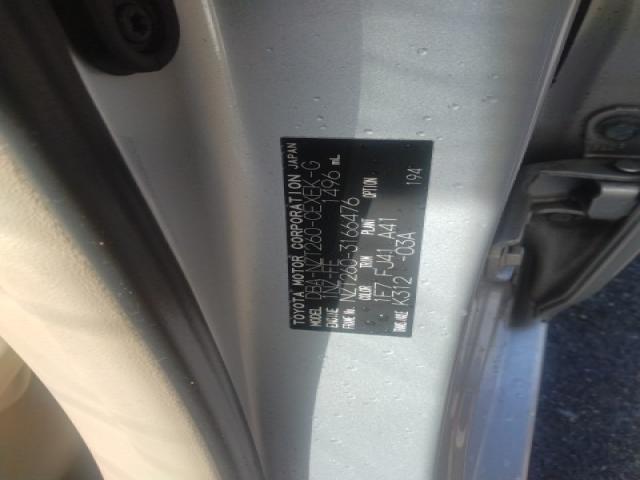 TOYOTA MOTOR CORPORATION JAPAN
MODEL DBA-NZT260-CEXEK-G
ENGINE 1NZ-FE 1496 mL
FRAME No. NZT260-3166476
COLOR TRIM PLANT OPTION
1F7 FJ41 A41
TRANS./AXLE K312 -03A 194